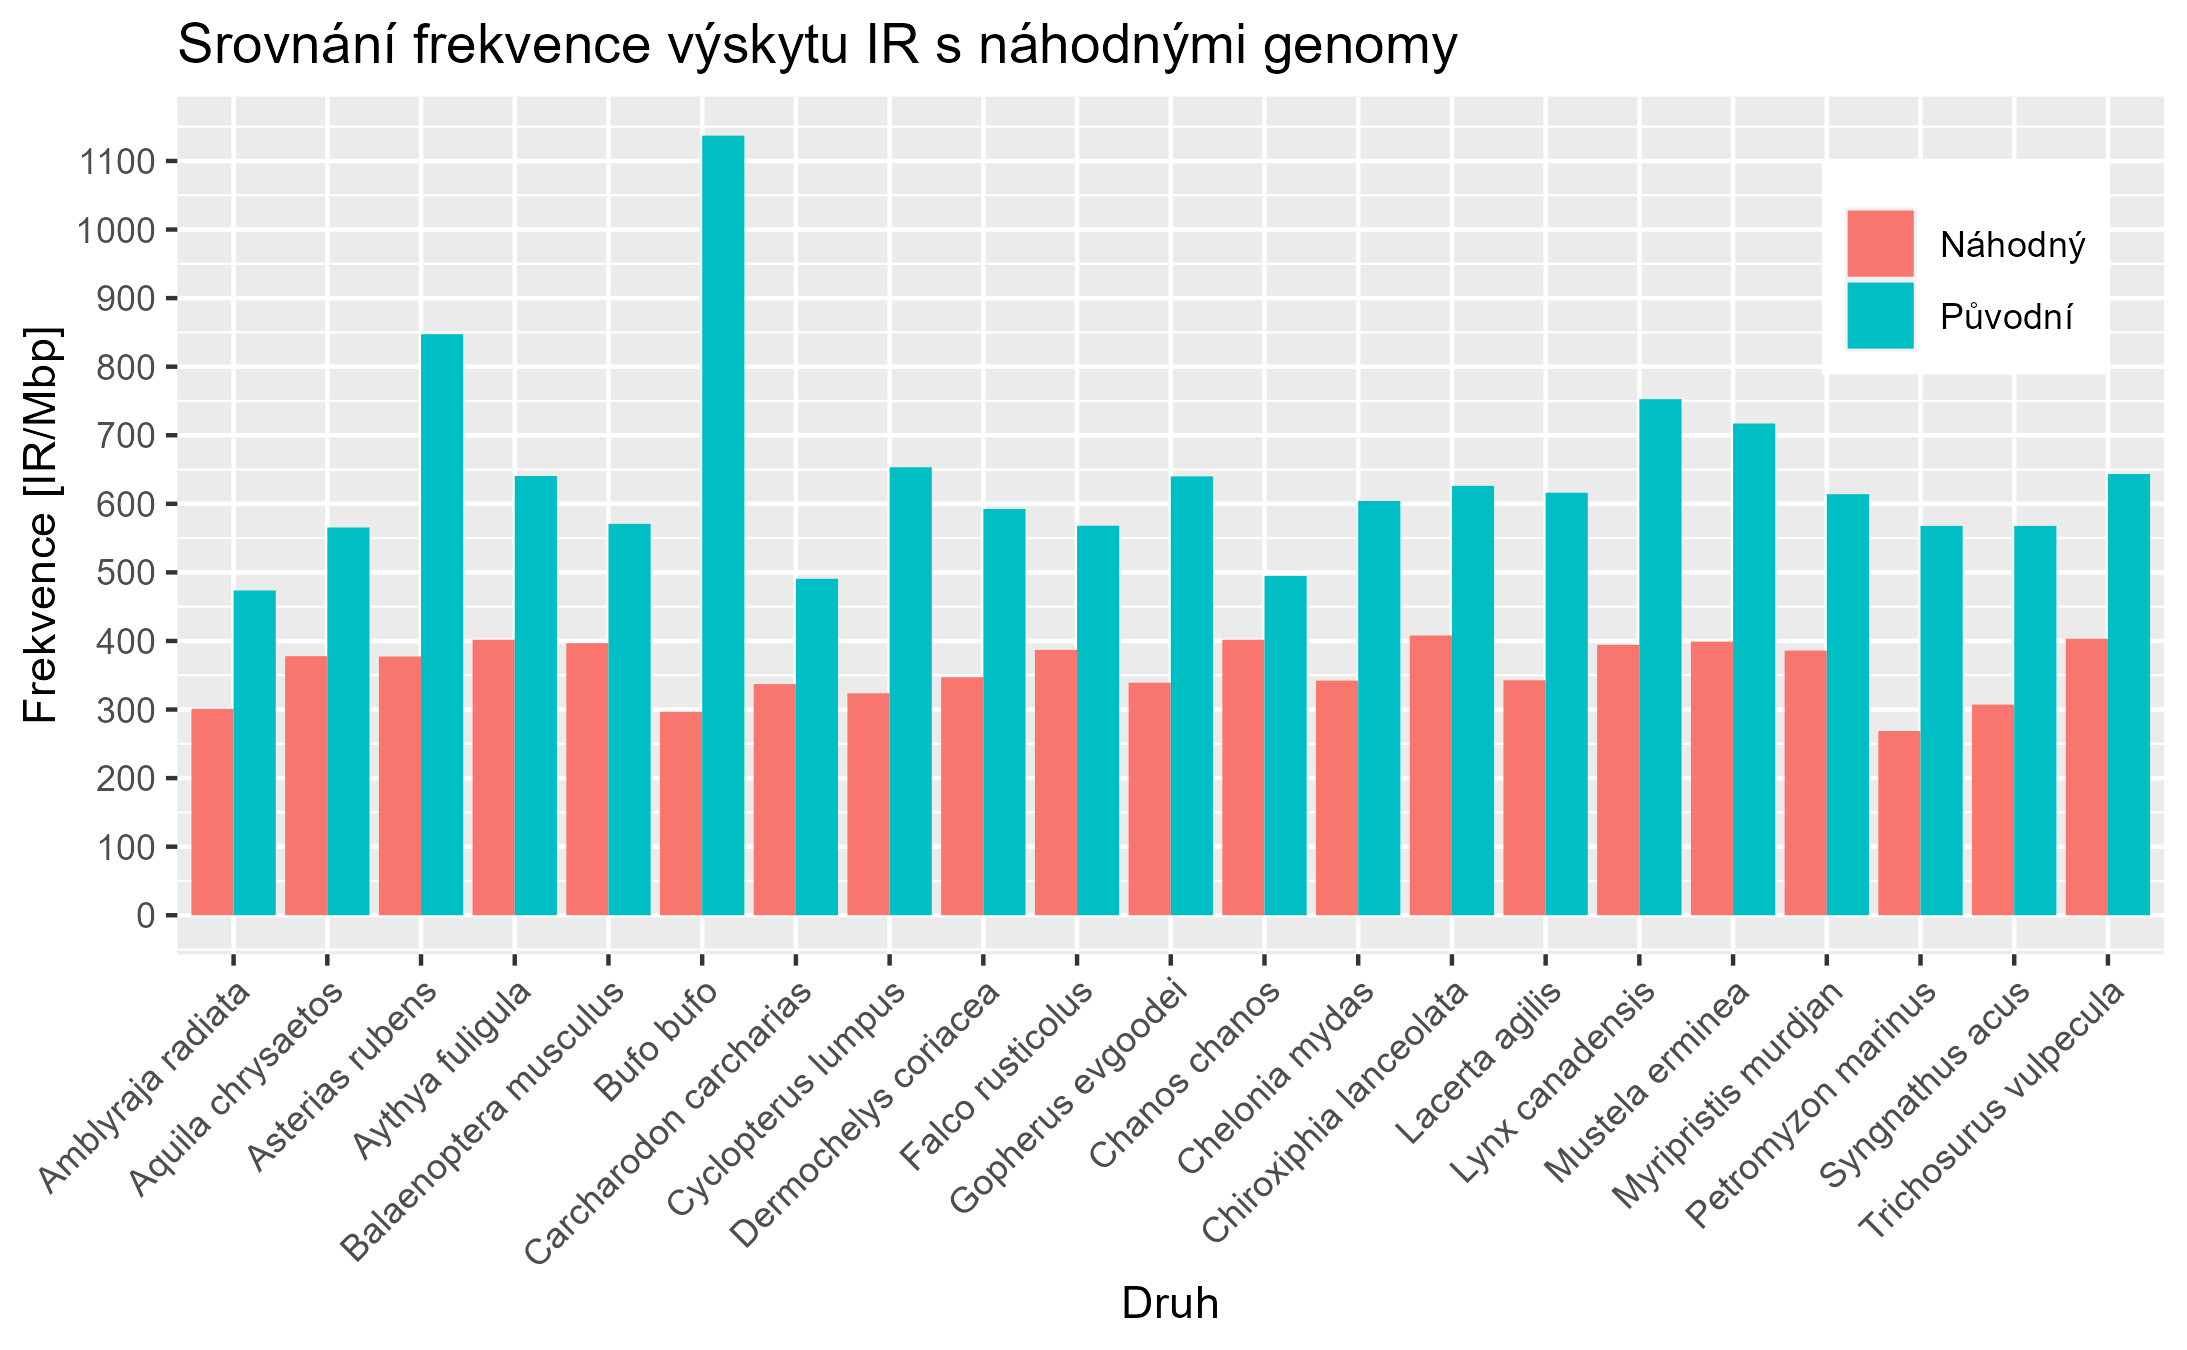 Srovnání frekvence výskytu IR s náhodnými genomy
Frekvence [IR/Mbp]
1100
1000
900
800
700
600
500
400
300
200
100
0
Náhodný
Původní
Amblyraja radiata
Aquila chrysaetos
Asterias rubens
Aythya fuligula
Balaenoptera musculus
Bufo bufo
Carcharodon carcharias
Cyclopterus lumpus
Dermochelys coriacea
Falco rusticolus
Gopherus evgoodei
Chanos chanos
Chelonia mydas
Chiroxiphia lanceolata
Lacerta agilis
Lynx canadensis
Mustela erminea
Myripristis murdjan
Petromyzon marinus
Syngnathus acus
Trichosurus vulpecula
Druh